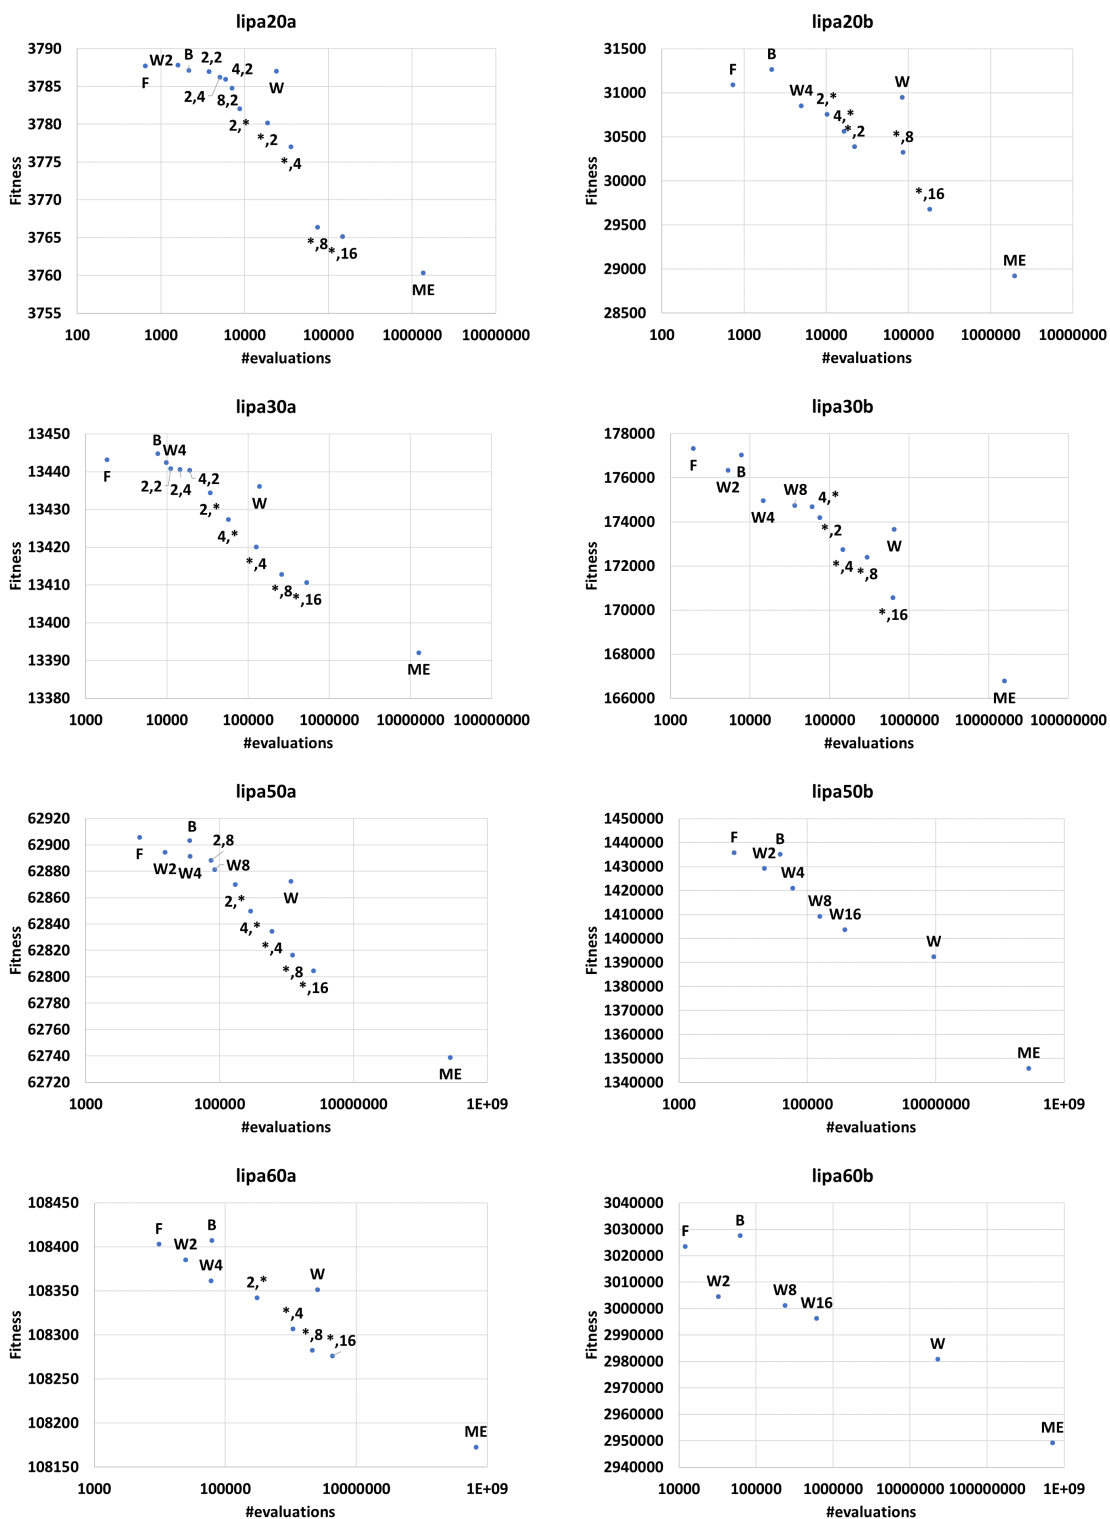 lipa20a
3790
3785
3780
3775
3770
3765
3760
3755
Fitness
F
W2
B
2,2
4,2
2,4
8,2
W
2,*
*,2
*,4
*,8
*,16
ME
100 1000 10000 100000 1000000 10000000
#evaluations
lipa20b
31500
31000
30500
30000
29500
29000
28500
Fitness
F
B
W4
2,*
4,*
*,2
W
*,8
*,16
ME
100 1000 10000 100000 1000000 10000000
#evaluations
lipa30a
13450
13440
13430
13420
13410
13400
13390
13380
Fitness
F
B
W4
2,2
2,4
4,2
W
2,*
4,*
*,4
*,8
*,16
ME
1000 10000 100000 1000000 10000000 100000000
#evaluations
lipa30b
178000
176000
174000
172000
170000
168000
166000
Fitness
F
B
W2
W4
W8
4,*
*,2
W
*,4
*,8
*,16
ME
1000 10000 100000 1000000 10000000 100000000
#evaluations
lipa50a
62920
62900
62880
62860
62840
62820
62800
62780
62760
62740
62720
Fitness
F
B
W2
W4
2,8
W8
W
2,*
4,*
*,4
*,8
*,16
ME
1000 100000 10000000 1E+09
#evaluations
lipa50b
1450000
1440000
1430000
1420000
1410000
1400000
1390000
1380000
1370000
1360000
1350000
1340000
Fitness
F
B
W2
W4
W8
W16
W
ME
1000 100000 10000000 1E+09
#evaluations
lipa60a
108450
108400
108350
108300
108250
108200
108150
Fitness
F
B
W2
W4
2,*
W
*,4
*,8
*,16
ME
1000 100000 10000000 1E+09
#evaluations
lipa60b
3040000
3030000
3020000
3010000
3000000
2990000
2980000
2970000
2960000
2950000
2940000
Fitness
F
B
W2
W8
W16
W
ME
10000 100000 1000000 10000000 100000000 1E+09
#evaluations